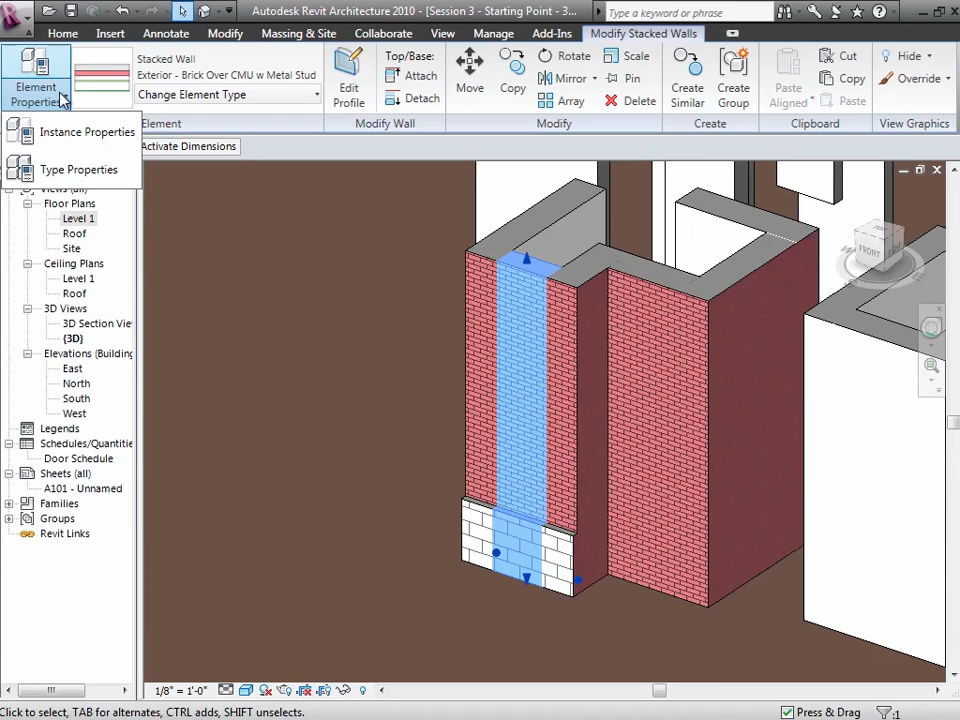 Autodesk Revit Architecture 2010 - [Session 3 - Starting Point - 3...
Type a keyword or phrase
Home Insert Annotate Modify Massing & Site Collaborate View Manage Add-Ins Modify Stacked Walls
Element
Properties
Stacked Wall
Exterior - Brick Over CMU w Metal Stud
Change Element Type
Edit
Profile
Top/Base:
Attach
Detach
Move
Copy
Rotate
Mirror
Array
Scale
Pin
Delete
Create
Similar
Create
Group
Paste
Aligned
Cut
Copy
Paste
Hide
Override
Element Modify Wall Modify Create Clipboard View Graphics
Instance Properties
Type Properties
Activate Dimensions
Views (all)
Floor Plans
Level 1
Roof
Site
Ceiling Plans
Level 1
Roof
3D Views
3D Section Vie
{3D}
Elevations (Building
East
North
South
West
Legends
Schedules/Quantitie
Door Schedule
Sheets (all)
A101 - Unnamed
Families
Groups
Revit Links
FRONT
1/8" = 1'-0"
Click to select, TAB for alternates, CTRL adds, SHIFT unselects.
Press & Drag
:1